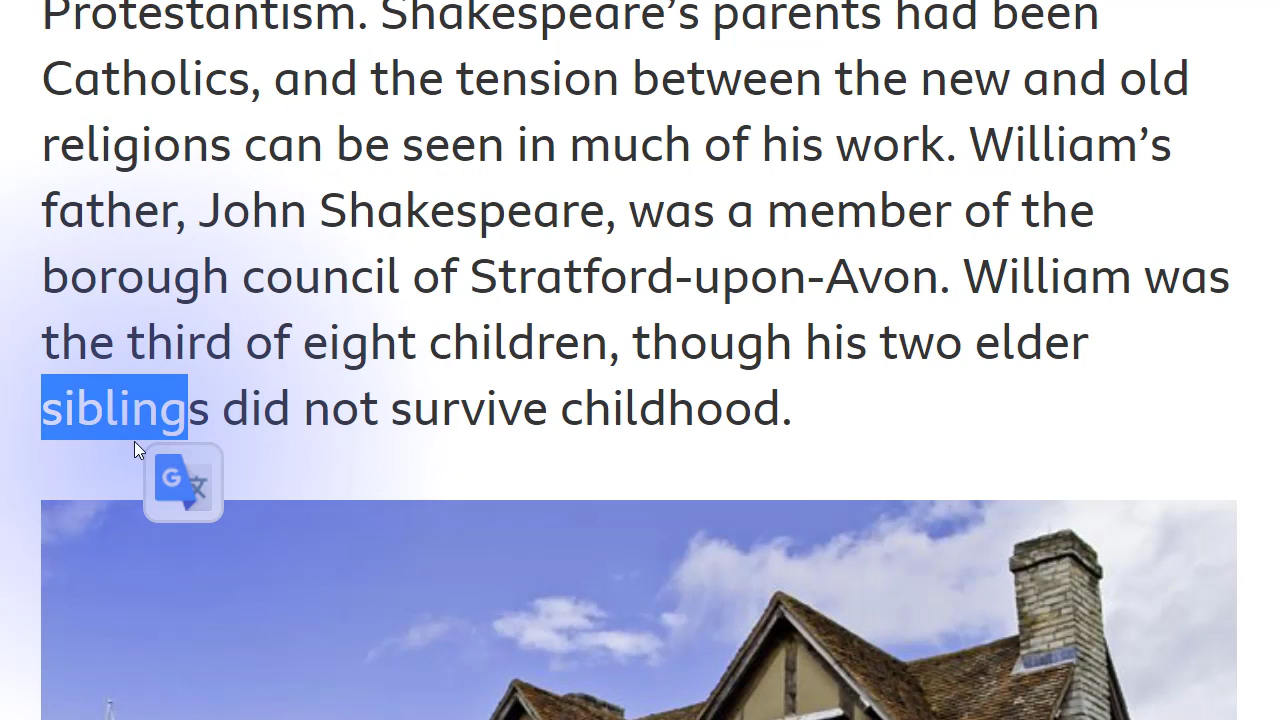 Protestantism. Shakespeare’s parents had been
Catholics, and the tension between the new and old
religions can be seen in much of his work. William’s
father, John Shakespeare, was a member of the
borough council of Stratford-upon-Avon. William was
the third of eight children, though his two elder
siblings did not survive childhood.
G 文